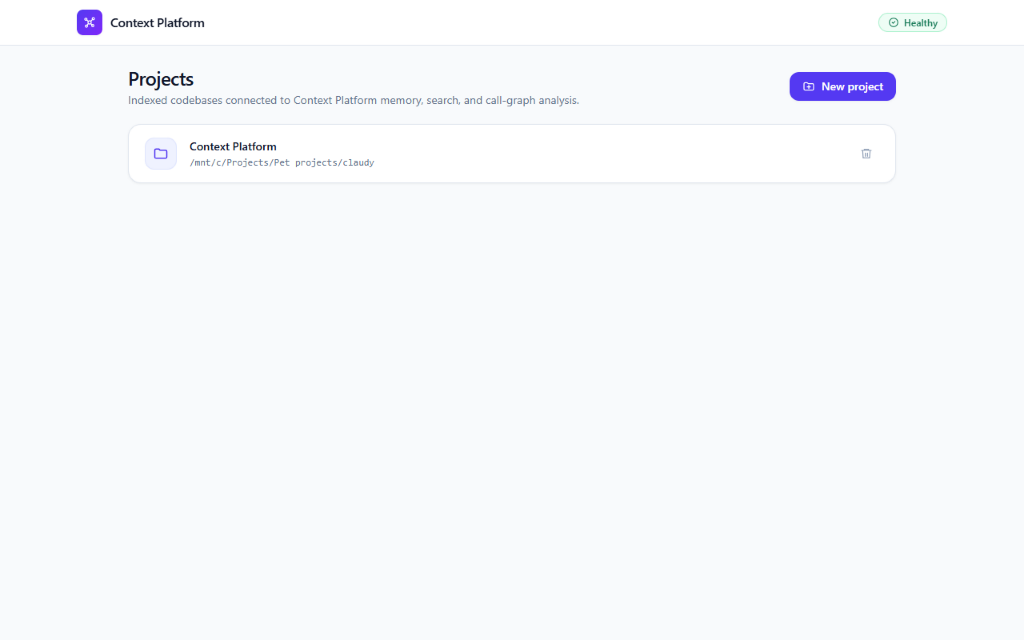 Context Platform
Healthy
Projects
Indexed codebases connected to Context Platform memory, search, and call-graph analysis.
New project
Context Platform
/mnt/c/Projects/Pet projects/claudy